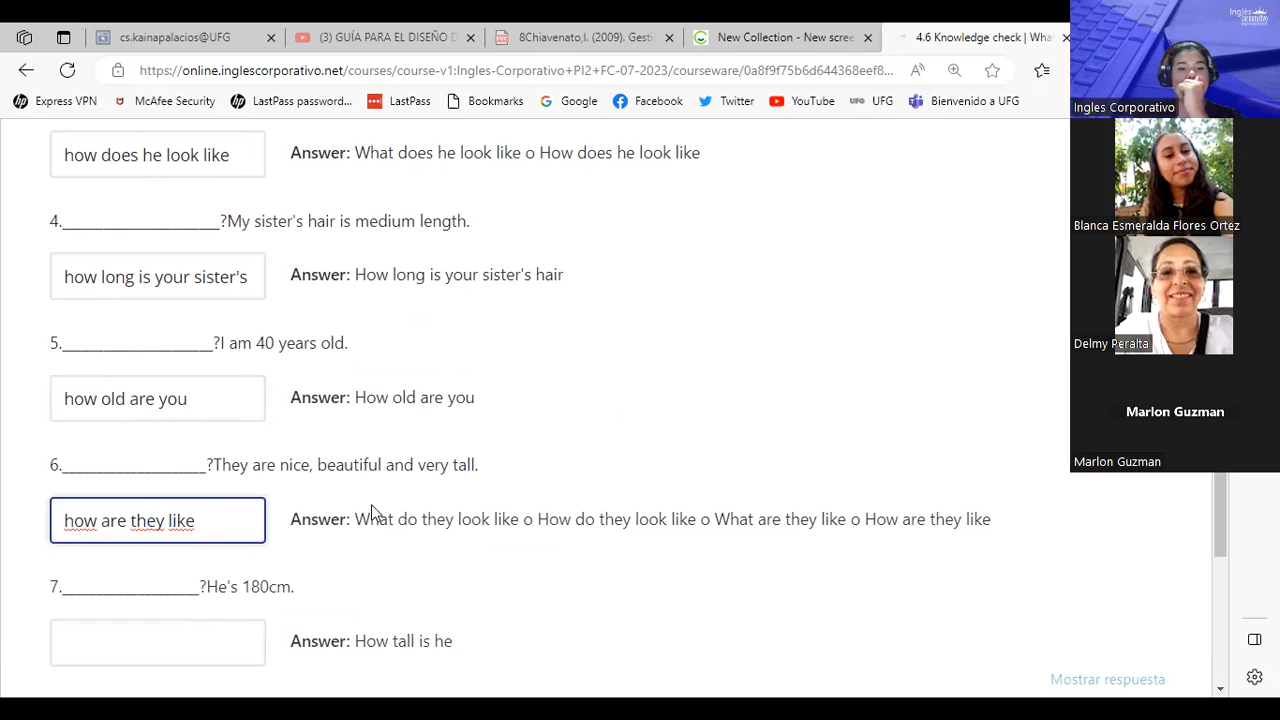 cs.kainapalacios@UFG
(3) GUÍA PARA EL DISEÑO D
8Chiavenato,I. (2009). Gesti
New Collection - New scree
4.6 Knowledge check | What
https://online.inglescorporativo.net/courses/course-v1:Ingles-Corporativo+PI2+FC-07-2023/courseware/0a8f9f75b6d644368eef8...
Express VPN McAfee Security LastPass password... LastPass Bookmarks Google Facebook Twitter YouTube UFG Bienvenido a UFG
how does he look like Answer: What does he look like o How does he look like
4.___________________?My sister's hair is medium length.
how long is your sister's Answer: How long is your sister's hair
5.__________________?I am 40 years old.
how old are you Answer: How old are you
6._________________?They are nice, beautiful and very tall.
how are they like Answer: What do they look like o How do they look like o What are they like o How are they like
7.________________?He's 180cm.
Answer: How tall is he
Mostrar respuesta
Inglés
Corporativo
Ingles Corporativo
Blanca Esmeralda Flores Ortez
Delmy Peralta
Marlon Guzman
Marlon Guzman